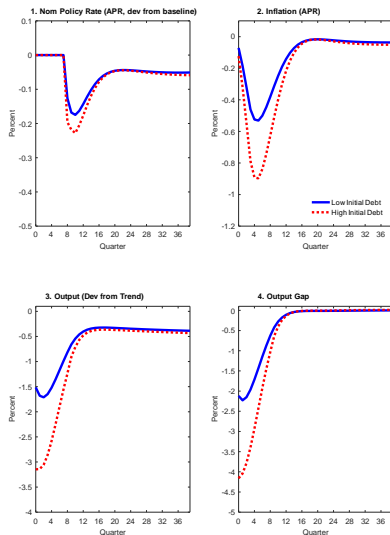 1. Nom Policy Rate (APR, dev from baseline)
0.1
0
-0.1
-0.2
-0.3
-0.4
-0.5
Percent
0 4 8 12 16 20 24 28 32 36
Quarter
2. Inflation (APR)
0.2
0
-0.2
-0.4
-0.6
-0.8
-1
-1.2
Percent
Low Initial Debt
High Initial Debt
0 4 8 12 16 20 24 28 32 36
Quarter
3. Output (Dev from Trend)
0
-0.5
-1
-1.5
-2
-2.5
-3
-3.5
-4
Percent
0 4 8 12 16 20 24 28 32 36
Quarter
4. Output Gap
0
-0.5
-1
-1.5
-2
-2.5
-3
-3.5
-4
-4.5
-5
Percent
0 4 8 12 16 20 24 28 32 36
Quarter